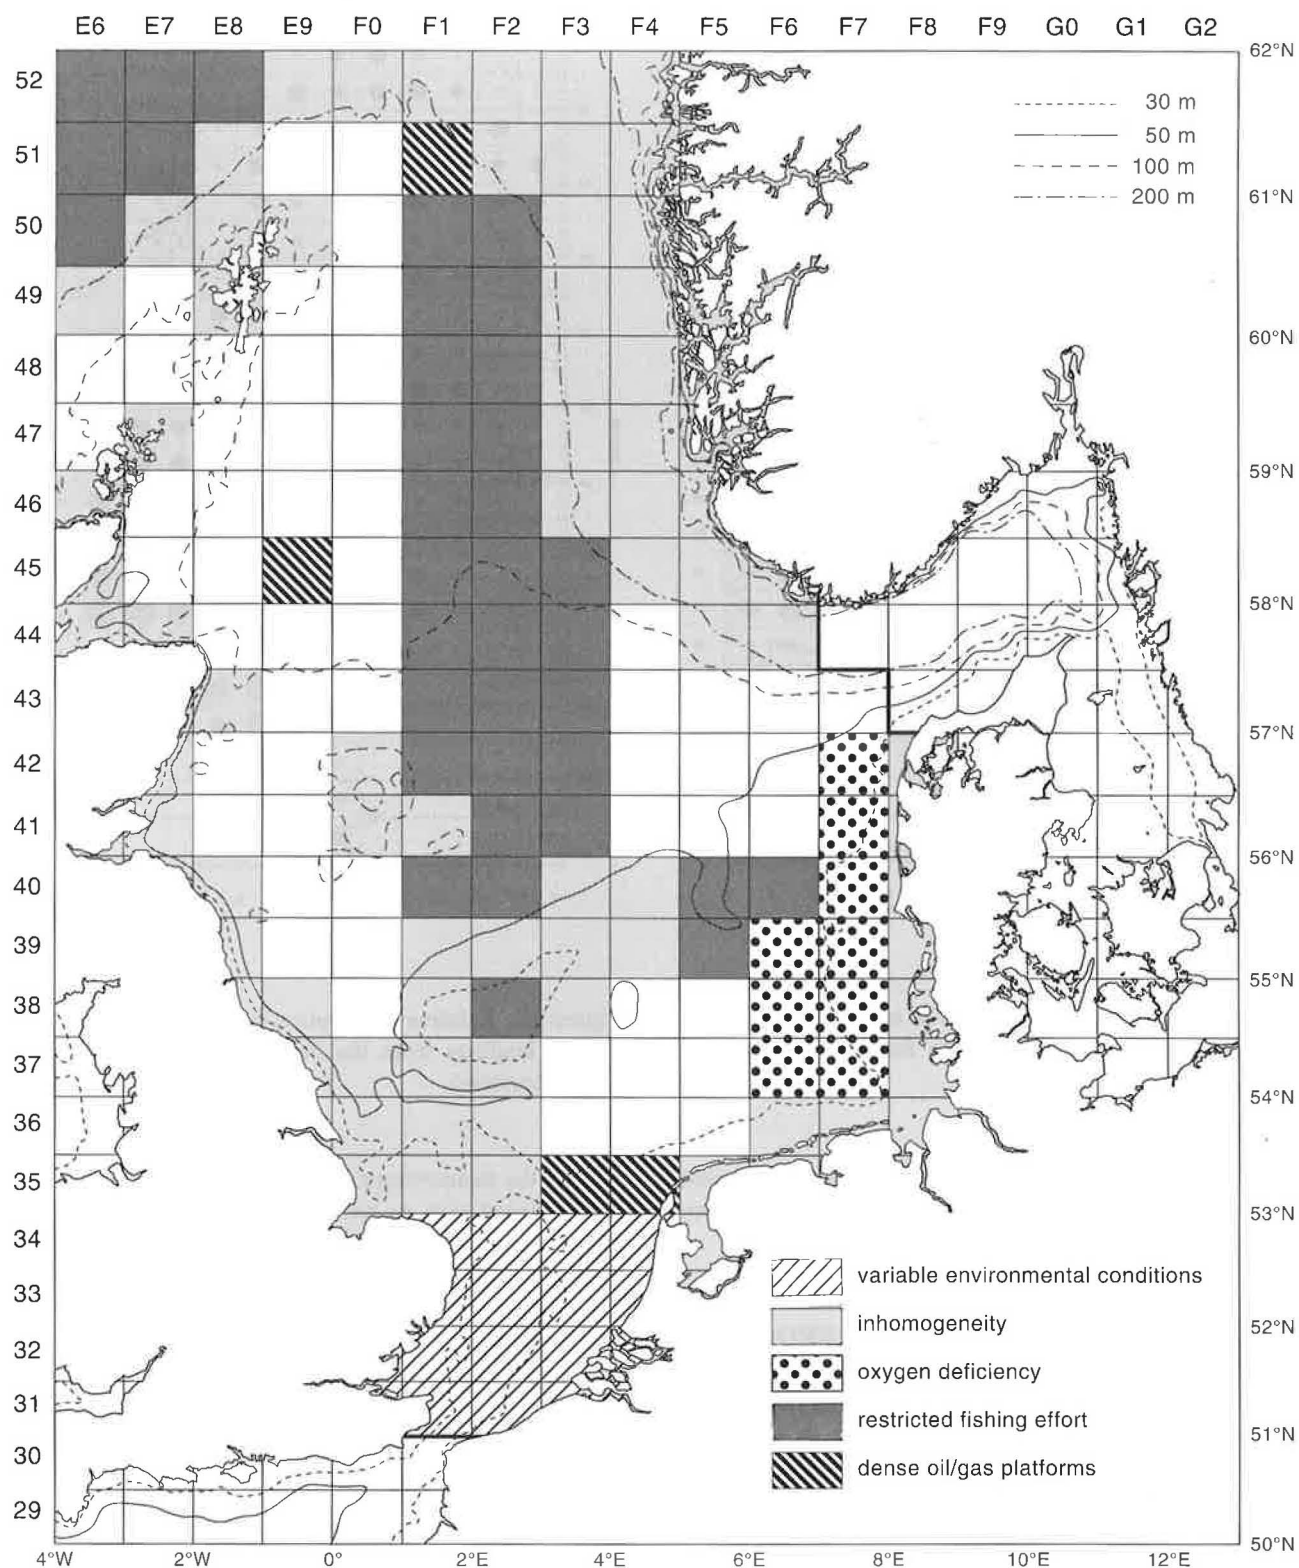 E6 E7 E8 E9 F0 F1 F2 F3 F4 F5 F6 F7 F8 F9 G0 G1 G2
62°N
52
30 m
50 m
51
100 m
200 m
61°N
50
49
60°N
48
47
59°N
46
45
58°N
44
43
57°N
42
41
56°N
40
39
55°N
38
37
54°N
36
35
53°N
34
variable environmental conditions
33
inhomogeneity
52°N
32
oxygen deficiency
31
restricted fishing effort
51°N
30
dense oil/gas platforms
29
50°N
4°W 2°W 0° 2°E 4°E 6°E 8°E 10°E 12°E